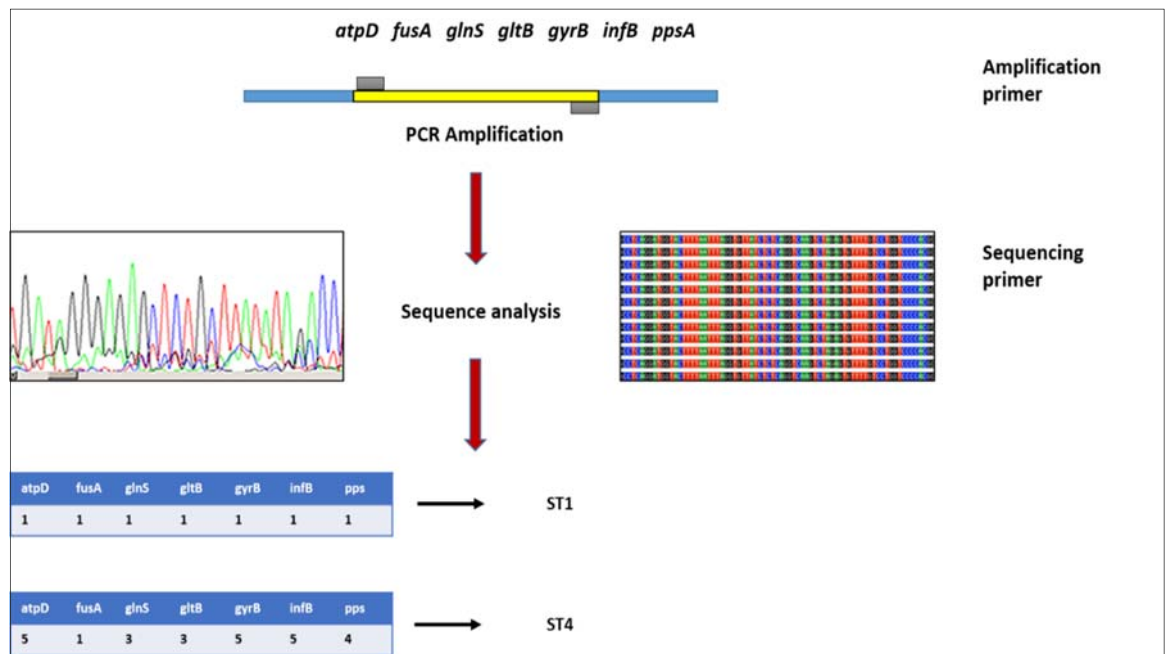 atpD fusA glnS gltB gyrB infB ppsA
Amplification
primer
PCR Amplification
Sequencing
primer
Sequence analysis
atpD fusA glnS gltB gyrB infB pps
1 1 1 1 1 1 1
ST1
atpD fusA glnS gltB gyrB infB pps
5 1 3 3 5 5 4
ST4